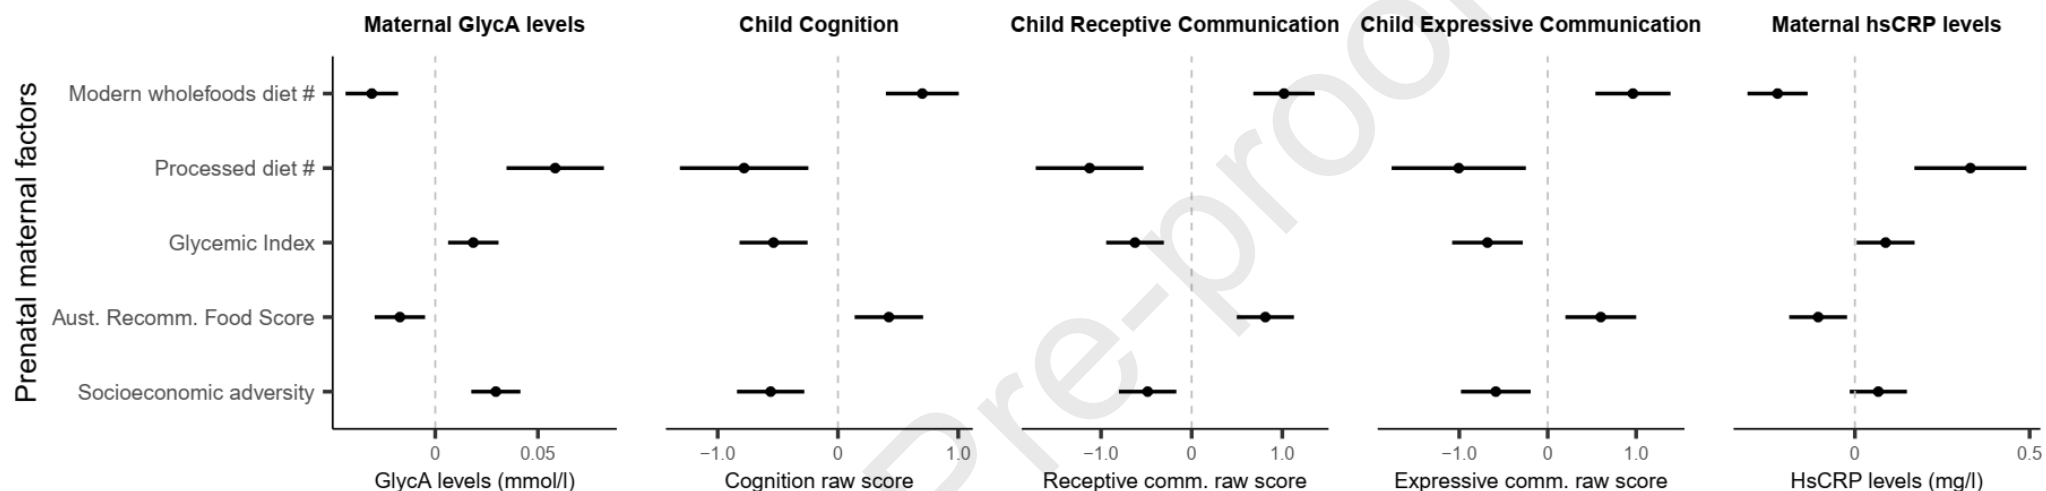 Maternal GlycA levels
Child Cognition
Child Receptive Communication
Child Expressive Communication
Maternal hsCRP levels
Prenatal maternal factors
Modern wholefoods diet #
Processed diet #
Glycemic Index
Aust. Recomm. Food Score
Socioeconomic adversity
0 0.05
−1.0 0 1.0
−1.0 0 1.0
−1.0 0 1.0
0 0.5
GlycA levels (mmol/l)
Cognition raw score
Receptive comm. raw score
Expressive comm. raw score
HsCRP levels (mg/l)
Pre-proo